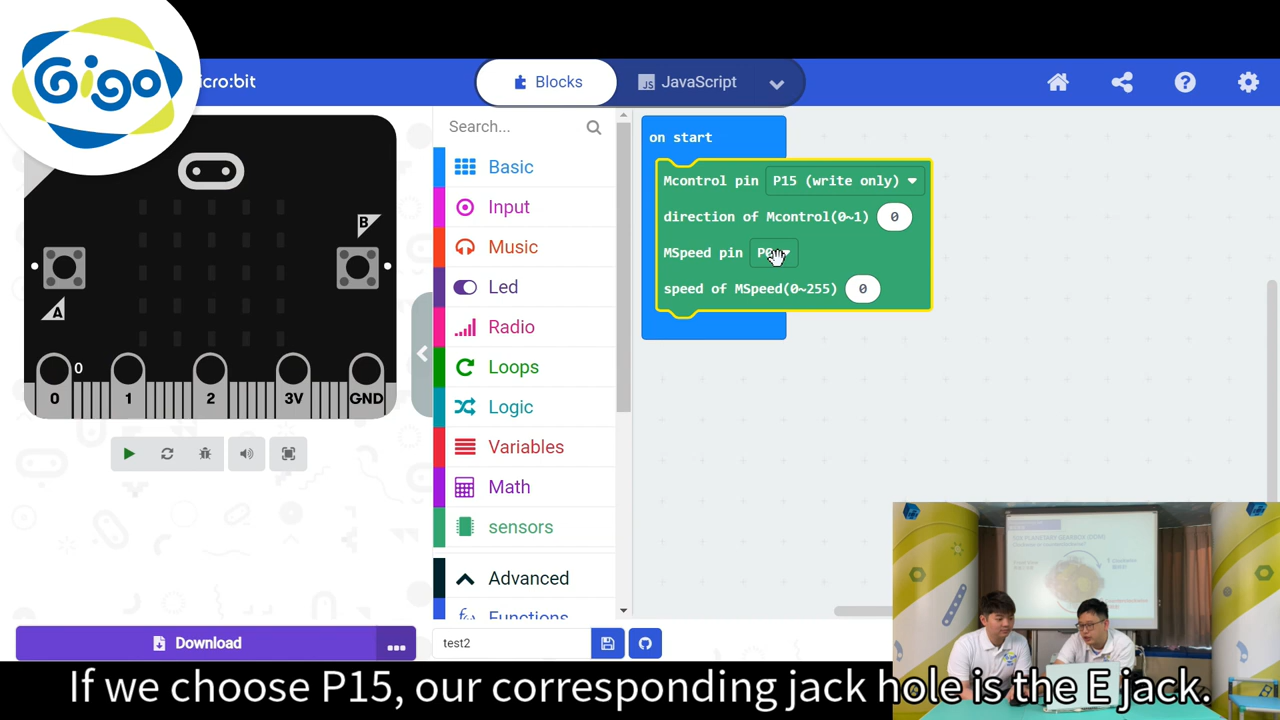 Gigo
icro:bit
Blocks
JavaScript
Search...
Basic
Input
Music
Led
Radio
Loops
Logic
Variables
Math
sensors
Advanced
on start
Mcontrol pin P15 (write only)
direction of Mcontrol(0~1) 0
MSpeed pin
speed of MSpeed(0~255) 0
B
A
0
0 1 2 3V GND
Download
test2
If we choose P15, our corresponding jack hole is the E jack.